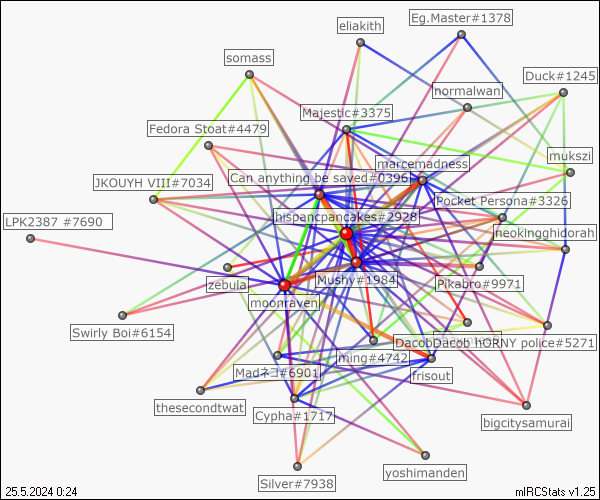 Eg.Master#1378
eliakith
somass
Duck#1245
normalwan
Majestic#3375
Fedora Stoat#4479
mukszi
marcemadness
Can anything be saved#0396
JKOUYH VIII#7034
Pocket Persona#3326
hispancpancakes#2928
LPK2387 #7690
neokingghidorah
Mushy#1984
zebula
Pikabro#9971
moonraven
Swirly Boi#6154
DacobDacob hORNY police#5271
ming#4742
Madネコ#6901
frisout
thesecondtwat
Cypha#1717
bigcitysamurai
yoshimanden
Silver#7938
25.5.2024 0:24
mIRCStats v1.25